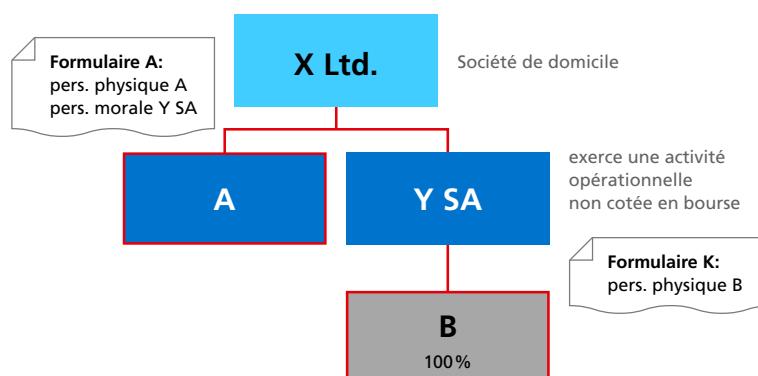 Formulaire A:
pers. physique A
pers. morale Y SA
X Ltd.
Société de domicile
A
Y SA
exerce une activité
opérationnelle
non cotée en bourse
Formulaire K:
pers. physique B
B
100%